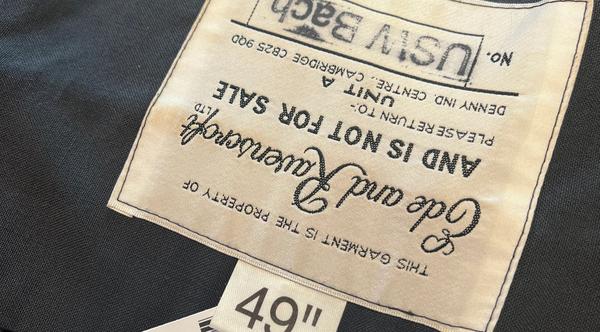 THIS GARMENT IS THE PROPERTY OF
Ede and Ravenscroft LTD
AND IS NOT FOR SALE
PLEASE RETURN TO:-
UNIT A
DENNY IND. CENTRE., CAMBRIDGE CB25 9QD
NO. USIV Bach
49"